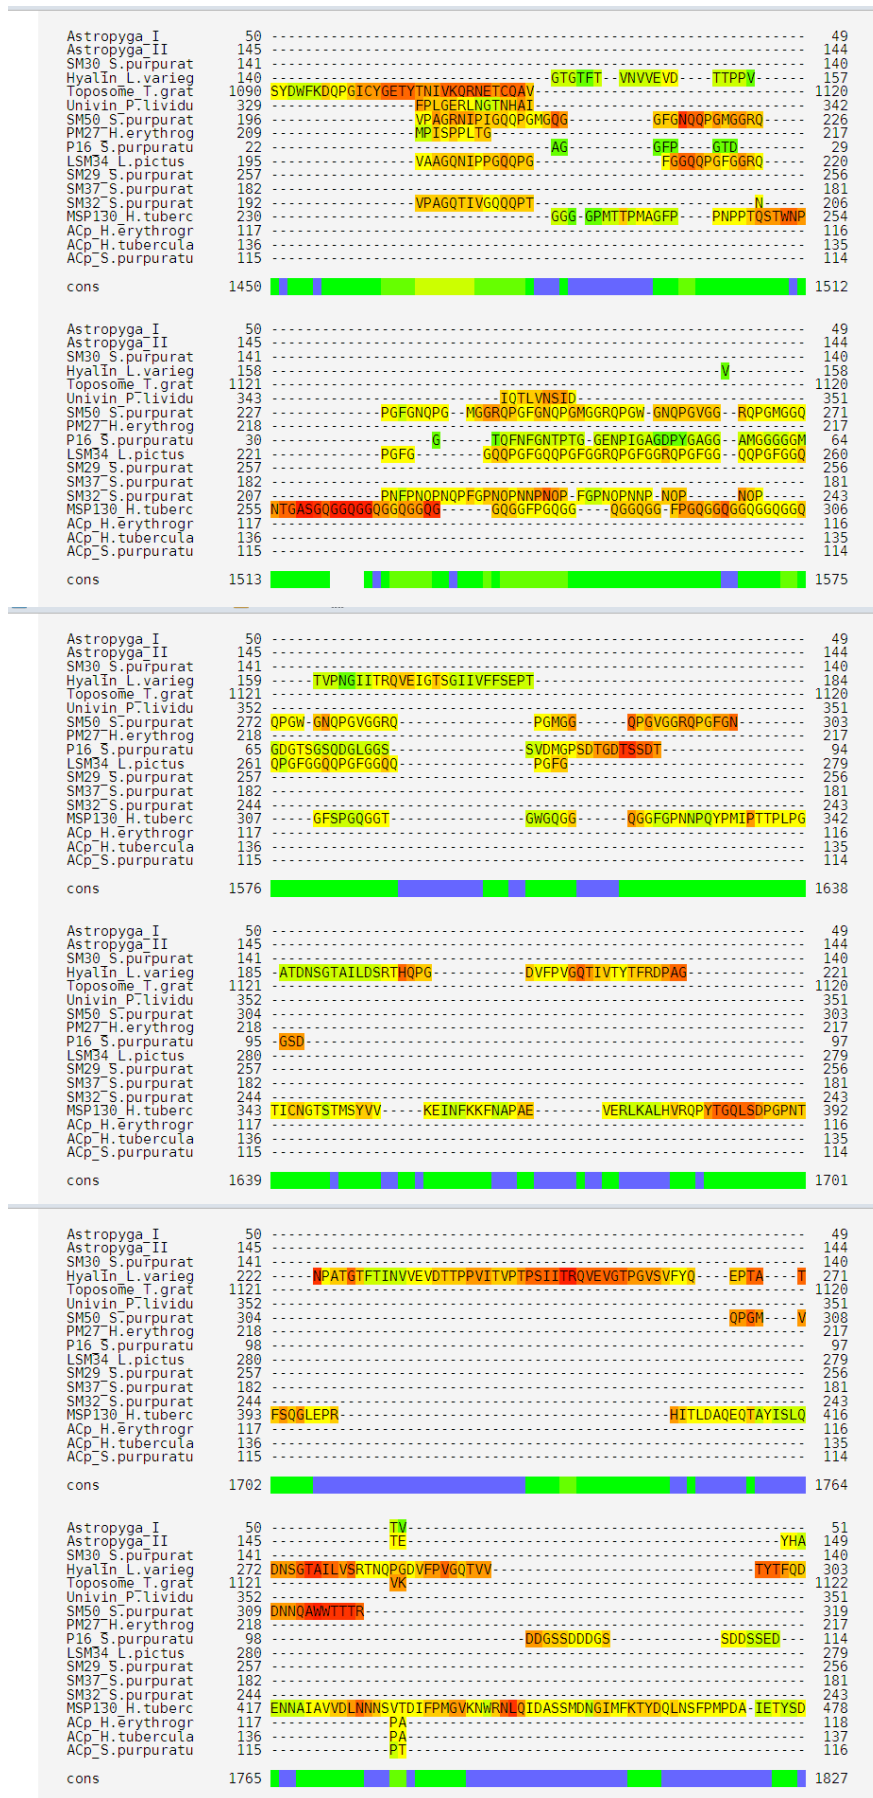 Astropyga_I 50 --------------------------------------------------------------- 49
Astropyga_II 145 --------------------------------------------------------------- 144
SM30_S.purpurat 141 --------------------------------------------------------------- 140
Hyalin_L.varieg 140 ---------------------------------GTGTFT--VNVVEVD----TTPPV------ 157
Toposome_T.grat 1090 SYDWFKDQPGICYGETYTNIVKQRNETCQAV-------------------------------- 1120
Univin_P.lividu 329 -----------------FPLGERLNGTNHAI-------------------------------- 342
SM50_S.purpurat 196 -----------------VPAGRNIPIGQQPGMGQG----------GFGNQQPGMGGRQ----- 226
PM27_H.erythrog 209 -----------------MPISPPLTG------------------------------------- 217
P16_S.purpuratu 22 ---------------------------------AG----------GFP----GTD-------- 29
LSM34_L.pictus 195 -----------------VAAGQNIPPGQQPG---------------FGGQQPGFGGRQ----- 220
SM29_S.purpurat 257 --------------------------------------------------------------- 256
SM37_S.purpurat 182 --------------------------------------------------------------- 181
SM32_S.purpurat 192 -----------------VPAGQTIVGQQQPT--------------------------N----- 206
MSP130_H.tuberc 230 ---------------------------------GGG-GPMTTPMAGFP----PNPPTQSTWNP 254
ACp_H.erythrogr 117 --------------------------------------------------------------- 116
ACp_H.tubercula 136 --------------------------------------------------------------- 135
ACp_S.purpuratu 115 --------------------------------------------------------------- 114
cons 1450 1512
Astropyga_I 50 --------------------------------------------------------------- 49
Astropyga_II 145 --------------------------------------------------------------- 144
SM30_S.purpurat 141 --------------------------------------------------------------- 140
Hyalin_L.varieg 158 -----------------------------------------------------V--------- 158
Toposome_T.grat 1121 --------------------------------------------------------------- 1120
Univin_P.lividu 343 ---------------------------IQTLVNSID--------------------------- 351
SM50_S.purpurat 227 -------------PGFGNQPG--MGGRQPGFGNQPGMGGRQPGW-GNQPGVGG--RQPGMGGQ 271
PM27_H.erythrog 218 --------------------------------------------------------------- 217
P16_S.purpuratu 30 -------------------G------TQFNFGNTPTG-GENPIGAGDPYGAGG--AMGGGGGM 64
LSM34_L.pictus 221 -------------PGFG--------GQQPGFGQQPGFGGRQPGFGGRQPGFGG--QQPGFGGQ 260
SM29_S.purpurat 257 --------------------------------------------------------------- 256
SM37_S.purpurat 182 --------------------------------------------------------------- 181
SM32_S.purpurat 207 -------------PNFPNQPNQPFGPNQPNNPNQP-FGPNQPNNP-NQP------NQP----- 243
MSP130_H.tuberc 255 NTGASGQGGQGGQGGQGGQG------GQGGFPGQGG----QGGQGG-FPGQGGQGGQGGQGGQ 306
ACp_H.erythrogr 117 --------------------------------------------------------------- 116
ACp_H.tubercula 136 --------------------------------------------------------------- 135
ACp_S.purpuratu 115 --------------------------------------------------------------- 114
cons 1513 1575
Astropyga_I 50 --------------------------------------------------------------- 49
Astropyga_II 145 --------------------------------------------------------------- 144
SM30_S.purpurat 141 --------------------------------------------------------------- 140
Hyalin_L.varieg 159 -----TVPNGIITRQVEIGTSGIIVFFSEPT-------------------------------- 184
Toposome_T.grat 1121 --------------------------------------------------------------- 1120
Univin_P.lividu 352 --------------------------------------------------------------- 351
SM50_S.purpurat 272 QPGW-GNQPGVGGRQ----------------PGMGG------QPGVGGRQPGFGN-------- 303
PM27_H.erythrog 218 --------------------------------------------------------------- 217
P16_S.purpuratu 65 GDGTSGSQDGLGGS----------------SVDMGPSDTGDTSSDT----------------- 94
LSM34_L.pictus 261 QPGFGGQQPGFGGQQ----------------PGFG---------------------------- 279
SM29_S.purpurat 257 --------------------------------------------------------------- 256
SM37_S.purpurat 182 --------------------------------------------------------------- 181
SM32_S.purpurat 244 --------------------------------------------------------------- 243
MSP130_H.tuberc 307 -----GFSPGQGGT----------------GWGQGG------QGGFGPNNPQYPMIPTTPLPG 342
ACp_H.erythrogr 117 --------------------------------------------------------------- 116
ACp_H.tubercula 136 --------------------------------------------------------------- 135
ACp_S.purpuratu 115 --------------------------------------------------------------- 114
cons 1576 1638
Astropyga_I 50 --------------------------------------------------------------- 49
Astropyga_II 145 --------------------------------------------------------------- 144
SM30_S.purpurat 141 --------------------------------------------------------------- 140
Hyalin_L.varieg 185 -ATDNSGTAILDSRTHQPG-----------DVFPVGQTIVTYTFRDPAG-------------- 221
Toposome_T.grat 1121 --------------------------------------------------------------- 1120
Univin_P.lividu 352 --------------------------------------------------------------- 351
SM50_S.purpurat 304 --------------------------------------------------------------- 303
PM27_H.erythrog 218 --------------------------------------------------------------- 217
P16_S.purpuratu 95 -GSD----------------------------------------------------------- 97
LSM34_L.pictus 280 --------------------------------------------------------------- 279
SM29_S.purpurat 257 --------------------------------------------------------------- 256
SM37_S.purpurat 182 --------------------------------------------------------------- 181
SM32_S.purpurat 244 --------------------------------------------------------------- 243
MSP130_H.tuberc 343 TICNGTSTMSYVV-----KEINFKKFNAPAE--------VERLKALHVRQPYTGQLSDPGPNT 392
ACp_H.erythrogr 117 --------------------------------------------------------------- 116
ACp_H.tubercula 136 --------------------------------------------------------------- 135
ACp_S.purpuratu 115 --------------------------------------------------------------- 114
cons 1639 1701
Astropyga_I 50 --------------------------------------------------------------- 49
Astropyga_II 145 --------------------------------------------------------------- 144
SM30_S.purpurat 141 --------------------------------------------------------------- 140
Hyalin_L.varieg 222 -----NPATGTFTINVVEVDTTPPVITVPTPSIITRQVEVGTPGVSVFYQ----EPTA----T 271
Toposome_T.grat 1121 --------------------------------------------------------------- 1120
Univin_P.lividu 352 --------------------------------------------------------------- 351
SM50_S.purpurat 304 ------------------------------------------------------QPGM----V 308
PM27_H.erythrog 218 --------------------------------------------------------------- 217
P16_S.purpuratu 98 --------------------------------------------------------------- 97
LSM34_L.pictus 280 --------------------------------------------------------------- 279
SM29_S.purpurat 257 --------------------------------------------------------------- 256
SM37_S.purpurat 182 --------------------------------------------------------------- 181
SM32_S.purpurat 244 --------------------------------------------------------------- 243
MSP130_H.tuberc 393 FSQGLEPR---------------------------------------HITLDAQEQTAYISLQ 416
ACp_H.erythrogr 117 --------------------------------------------------------------- 116
ACp_H.tubercula 136 --------------------------------------------------------------- 135
ACp_S.purpuratu 115 --------------------------------------------------------------- 114
cons 1702 1764
Astropyga_I 50 --------------TV----------------------------------------------- 51
Astropyga_II 145 --------------TE--------------------------------------------YHA 149
SM30_S.purpurat 141 --------------------------------------------------------------- 140
Hyalin_L.varieg 272 DNSGTAILVSRTNQPGDVFPVGQTVV-------------------------------TYTFQD 303
Toposome_T.grat 1121 --------------VK----------------------------------------------- 1122
Univin_P.lividu 352 --------------------------------------------------------------- 351
SM50_S.purpurat 309 DNNQAWWTTTR---------------------------------------------------- 319
PM27_H.erythrog 218 --------------------------------------------------------------- 217
P16_S.purpuratu 98 ------------------------------DDGSSDDDGS-------------SDDSSED--- 114
LSM34_L.pictus 280 --------------------------------------------------------------- 279
SM29_S.purpurat 257 --------------------------------------------------------------- 256
SM37_S.purpurat 182 --------------------------------------------------------------- 181
SM32_S.purpurat 244 --------------------------------------------------------------- 243
MSP130_H.tuberc 417 ENNAIAVVDLNNNSVTDIFPMGVKNWRNLQIDASSMDNGIMFKTYDQLNSFPMPDA-IETYSD 478
ACp_H.erythrogr 117 --------------PA----------------------------------------------- 118
ACp_H.tubercula 136 --------------PA----------------------------------------------- 137
ACp_S.purpuratu 115 --------------PT----------------------------------------------- 116
cons 1765 1827